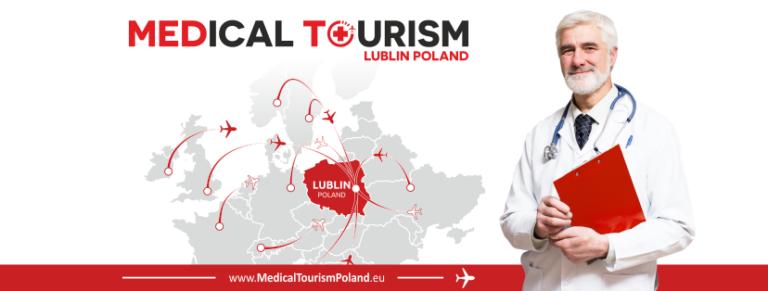 MEDICAL TOURISM
LUBLIN POLAND
LUBLIN
POLAND
www.MedicalTourismPoland.eu